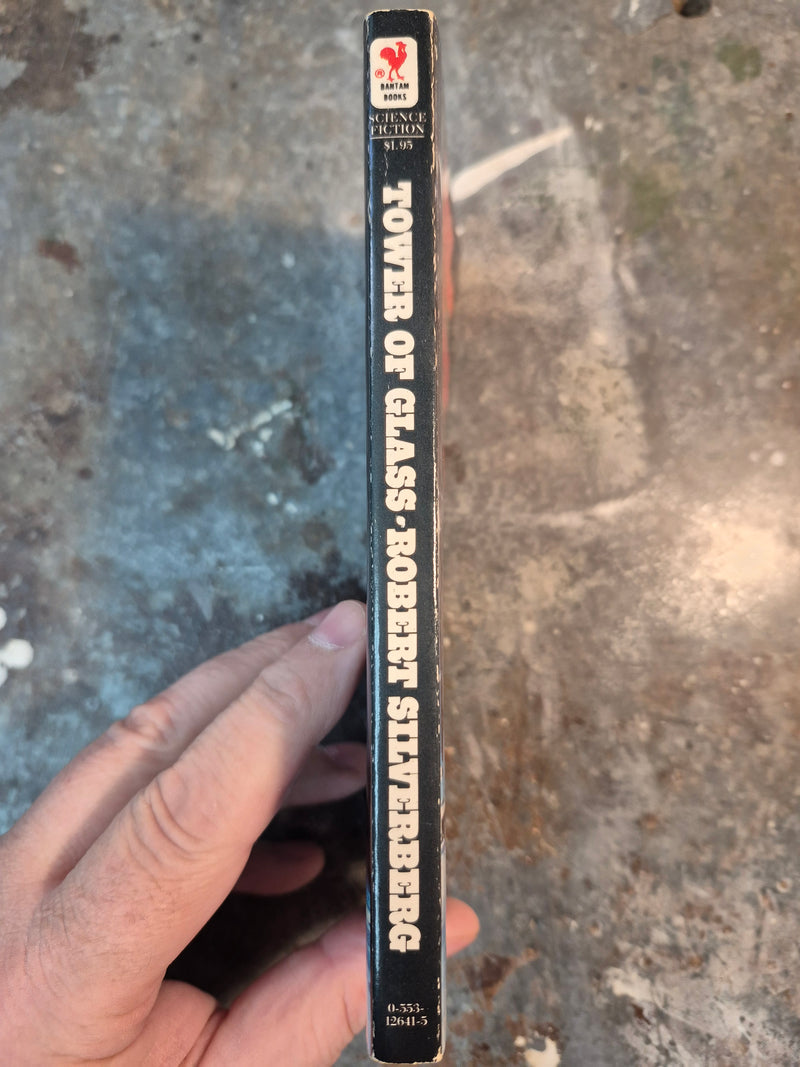 ®
BANTAM
BOOKS
SCIENCE
FICTION
$1.95
TOWER OF GLASS·ROBERT SILVERBERG
0-553-
12641-5